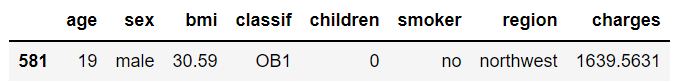 age sex bmi classif children smoker region charges
581 19 male 30.59 OB1 0 no northwest 1639.5631